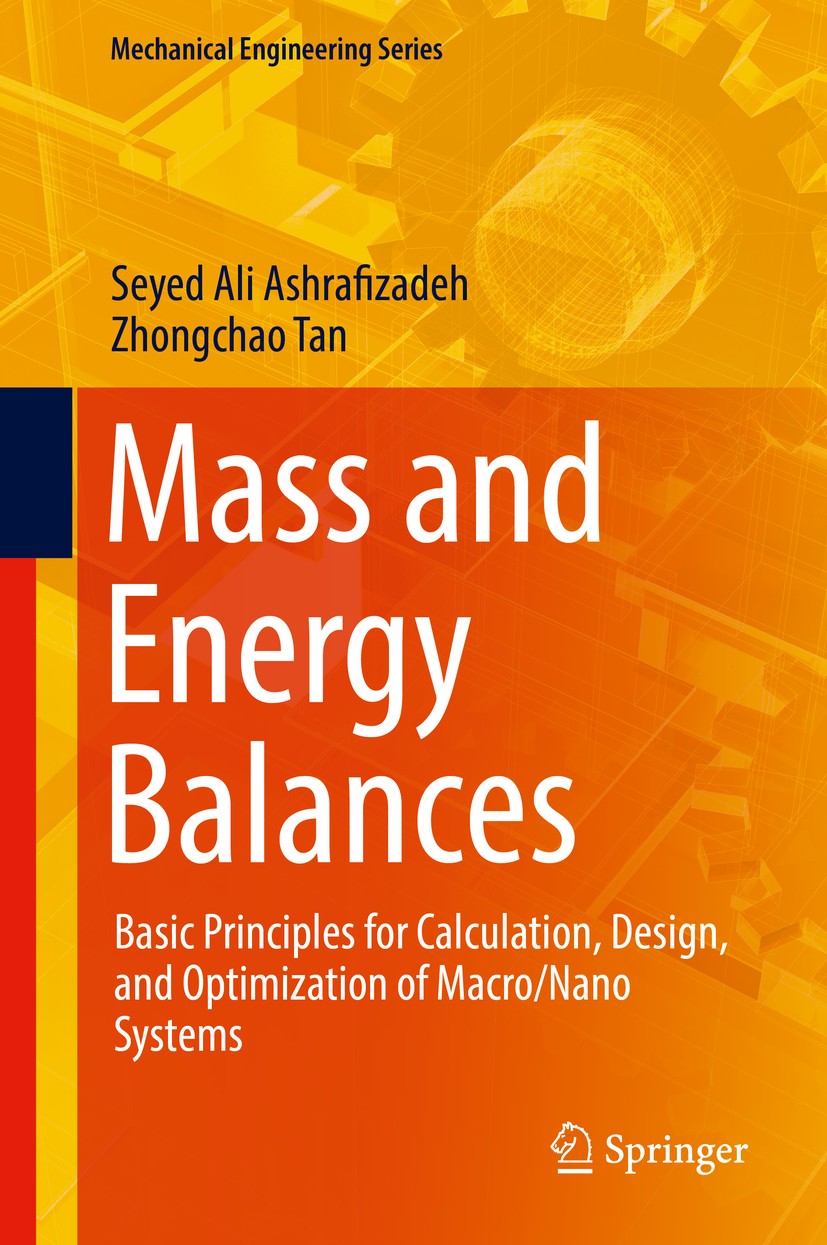 Mechanical Engineering Series
Seyed Ali Ashrafizadeh
Zhongchao Tan
Mass and
Energy
Balances
Basic Principles for Calculation, Design,
and Optimization of Macro/Nano
Systems
Springer